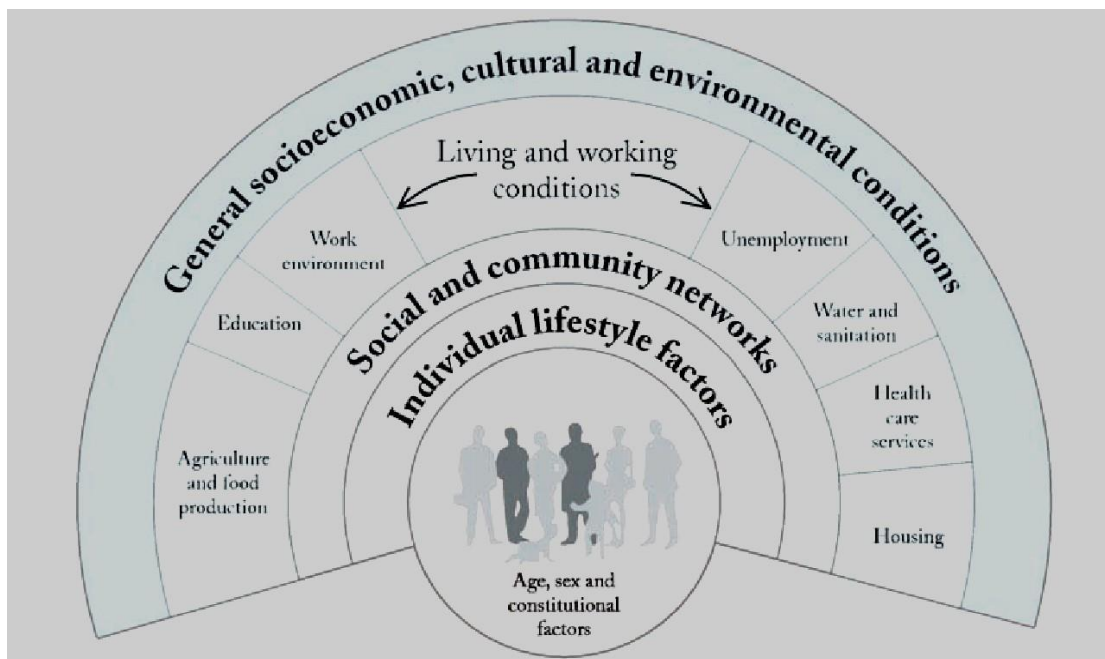 General socioeconomic, cultural and environmental conditions
Living and working
conditions
Work
environment
Unemployment
Education
Water and
sanitation
Agriculture
and food
production
Health
care
services
Housing
Social and community networks
Individual lifestyle factors
Age, sex and
constitutional
factors